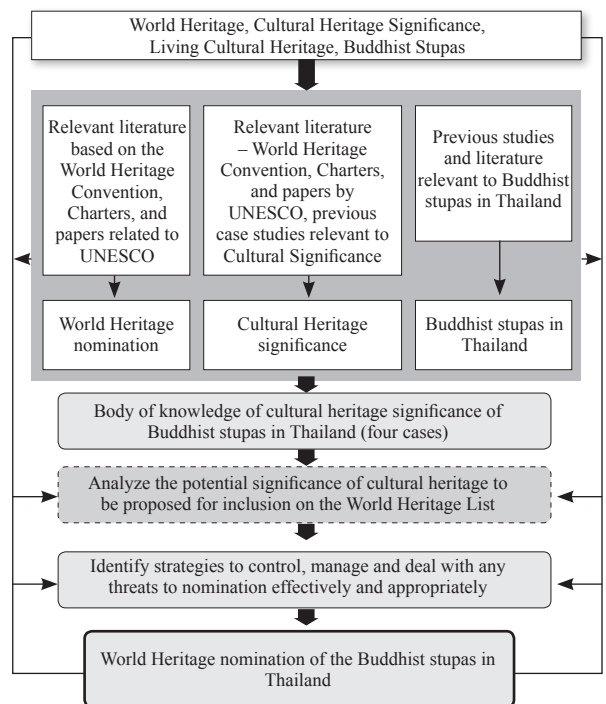 World Heritage, Cultural Heritage Significance,
Living Cultural Heritage, Buddhist Stupas
Relevant literature
based on the
World Heritage
Convention,
Charters, and
papers related to
UNESCO
Relevant literature
– World Heritage
Convention, Charters,
and papers by
UNESCO, previous
case studies relevant to
Cultural Significance
Previous studies
and literature
relevant to Buddhist
stupas in Thailand
World Heritage
nomination
Cultural Heritage
significance
Buddhist stupas in
Thailand
Body of knowledge of cultural heritage significance of
Buddhist stupas in Thailand (four cases)
Analyze the potential significance of cultural heritage to
be proposed for inclusion on the World Heritage List
Identify strategies to control, manage and deal with any
threats to nomination effectively and appropriately
World Heritage nomination of the Buddhist stupas in
Thailand